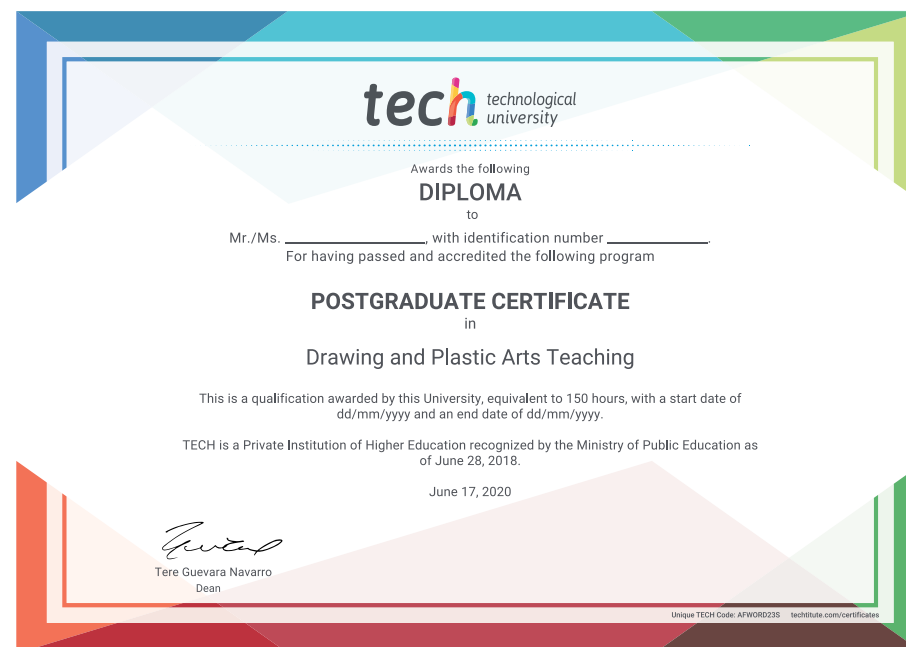 tech technological
university
Awards the following
DIPLOMA
to
Mr./Ms. ____________________, with identification number ______________.
For having passed and accredited the following program
POSTGRADUATE CERTIFICATE
in
Drawing and Plastic Arts Teaching
This is a qualification awarded by this University, equivalent to 150 hours, with a start date of
dd/mm/yyyy and an end date of dd/mm/yyyy.
TECH is a Private Institution of Higher Education recognized by the Ministry of Public Education as
of June 28, 2018.
June 17, 2020
Tere Guevara Navarro
Dean
Unique TECH Code: AFWORD23S techtitute.com/certificates